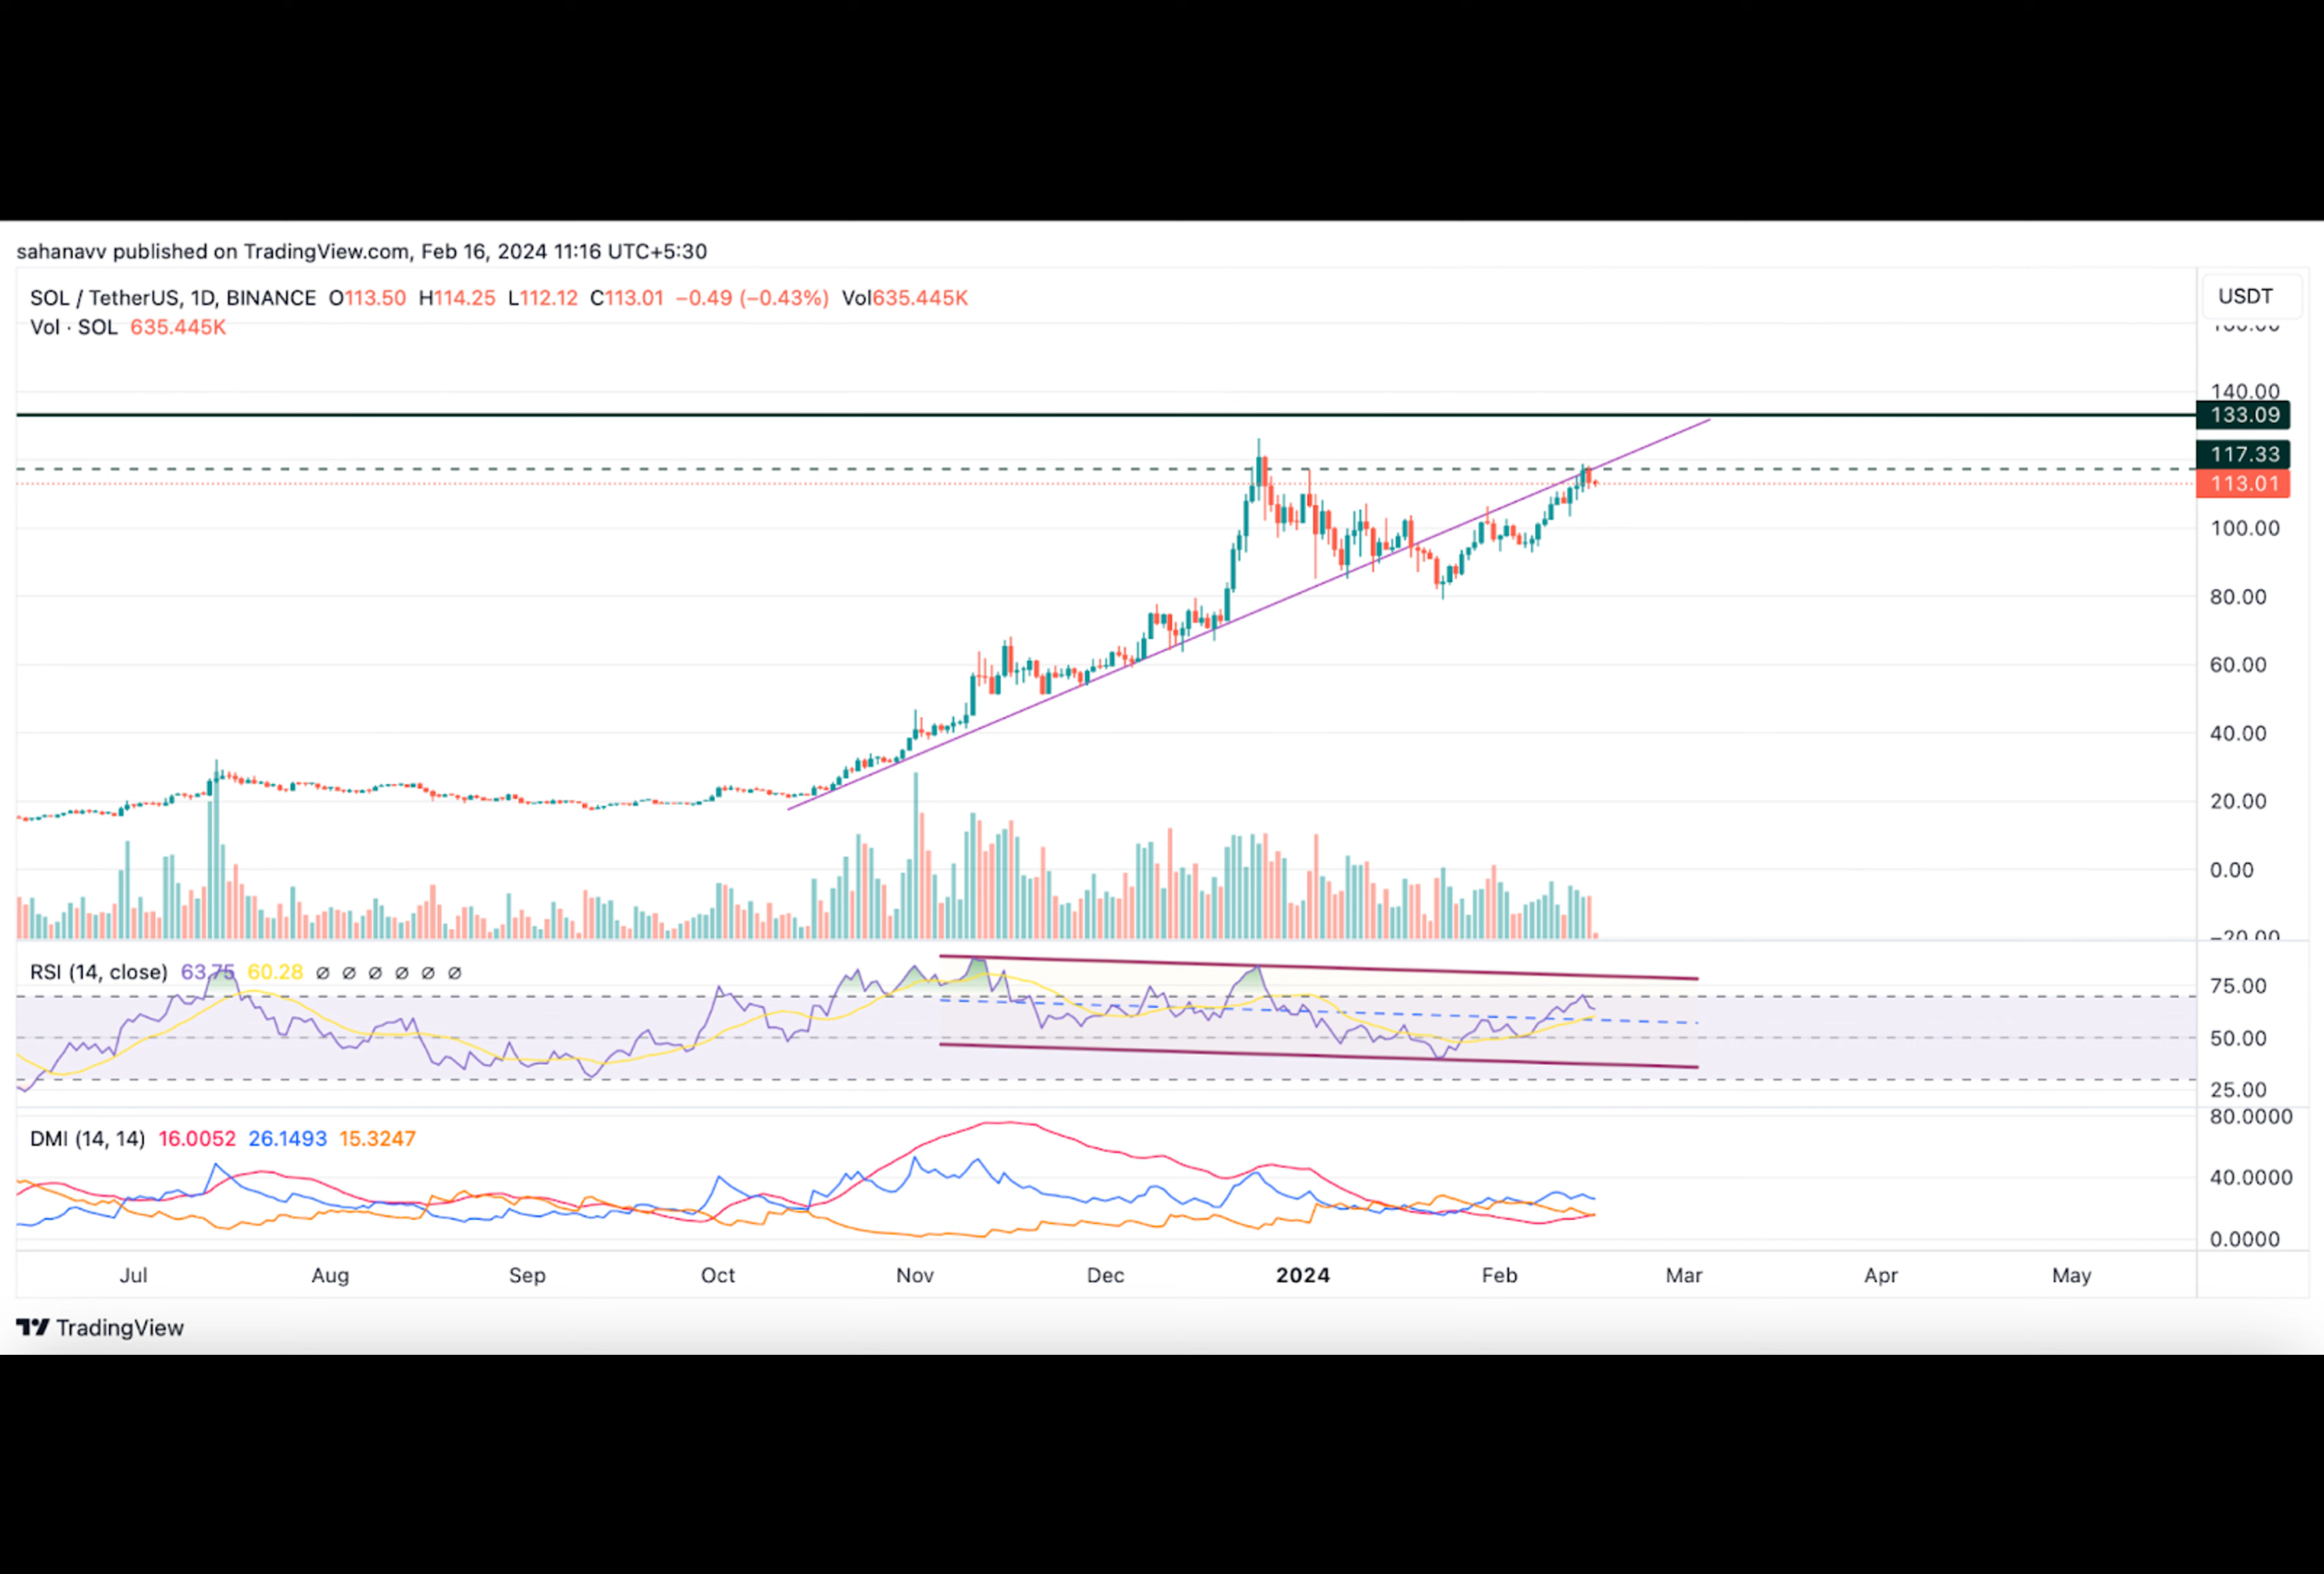 sahanavv published on TradingView.com, Feb 16, 2024 11:16 UTC+5:30
SOL / TetherUS, 1D, BINANCE O113.50 H114.25 L112.12 C113.01 −0.49 (−0.43%) Vol635.445K
Vol · SOL 635.445K
USDT
160.00
140.00
133.09
117.33
113.01
100.00
80.00
60.00
40.00
20.00
0.00
−20.00
RSI (14, close) 63.75 60.28 ∅ ∅ ∅ ∅ ∅ ∅
75.00
50.00
25.00
DMI (14, 14) 16.0052 26.1493 15.3247
80.0000
40.0000
0.0000
Jul Aug Sep Oct Nov Dec 2024 Feb Mar Apr May
TradingView